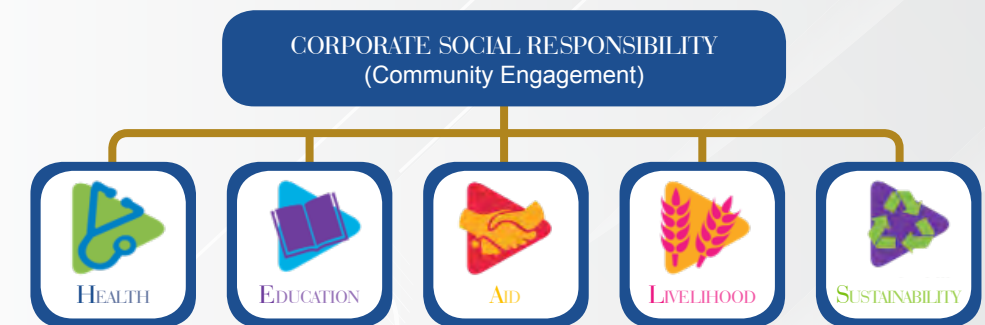 CORPORATE SOCIAL RESPONSIBILITY
(Community Engagement)
HEALTH
EDUCATION
AID
LIVELIHOOD
SUSTAINABILITY